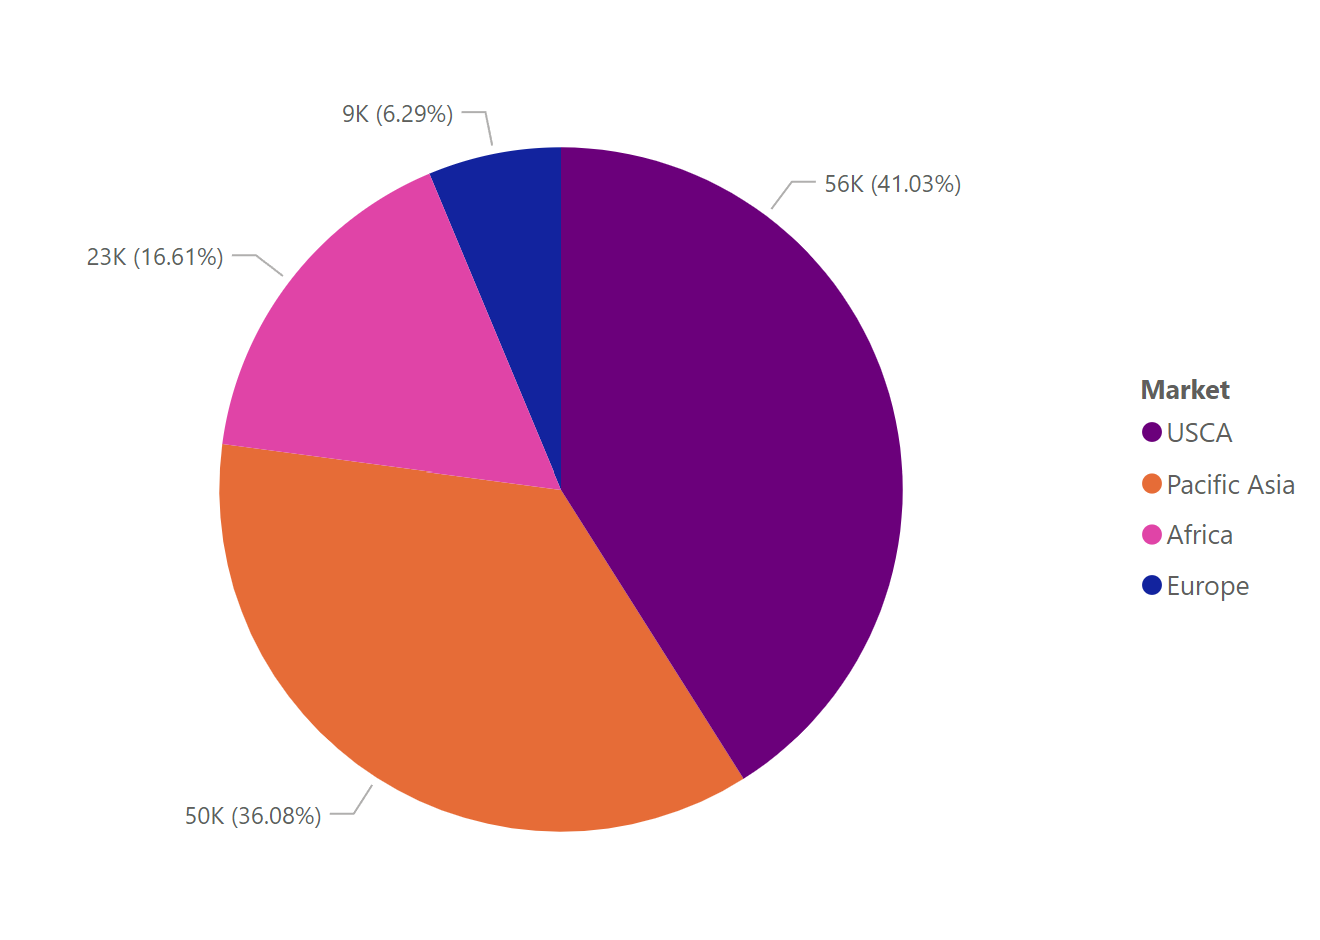 9K (6.29%)
56K (41.03%)
23K (16.61%)
50K (36.08%)
Market
USCA
Pacific Asia
Africa
Europe